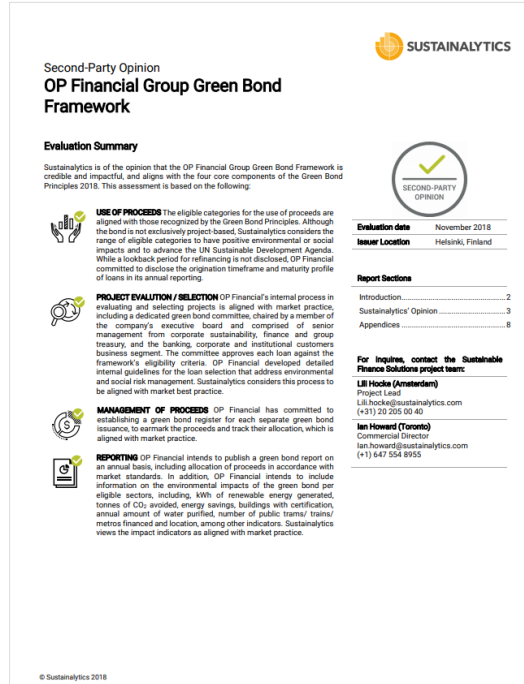 SUSTAINALYTICS
Second-Party Opinion
OP Financial Group Green Bond
Framework
Evaluation Summary
Sustainalytics is of the opinion that the OP Financial Group Green Bond Framework is
credible and impactful, and aligns with the four core components of the Green Bond
Principles 2018. This assessment is based on the following:
USE OF PROCEEDS The eligible categories for the use of proceeds are
aligned with those recognized by the Green Bond Principles. Although
the bond is not exclusively project-based, Sustainalytics considers the
range of eligible categories to have positive environmental or social
impacts and to advance the UN Sustainable Development Agenda.
While a lookback period for refinancing is not disclosed, OP Financial
committed to disclose the origination timeframe and maturity profile
of loans in its annual reporting.
PROJECT EVALUTION / SELECTION OP Financial's internal process in
evaluating and selecting projects is aligned with market practice,
including a dedicated green bond committee, chaired by a member of
the company's executive board and comprised of senior
management from corporate sustainability, finance and group
treasury, and the banking, corporate and institutional customers
business segment. The committee approves each loan against the
framework's eligibility criteria. OP Financial developed detailed
internal guidelines for the loan selection that address environmental
and social risk management. Sustainalytics considers this process to
be aligned with market best practice.
MANAGEMENT OF PROCEEDS OP Financial has committed to
establishing a green bond register for each separate green bond
issuance, to earmark the proceeds and track their allocation, which is
aligned with market practice.
REPORTING OP Financial intends to publish a green bond report on
an annual basis, including allocation of proceeds in accordance with
market standards. In addition, OP Financial intends to include
information on the environmental impacts of the green bond per
eligible sectors, including, kWh of renewable energy generated,
tonnes of CO₂ avoided, energy savings, buildings with certification,
annual amount of water purified, number of public trams/ trains/
metros financed and location, among other indicators. Sustainalytics
views the impact indicators as aligned with market practice.
SECOND-PARTY
OPINION
Evaluation date November 2018
Issuer Location Helsinki, Finland
Report Sections
Introduction..........2
Sustainalytics' Opinion ..........3
Appendices ..........8
For inquires, contact the Sustainable
Finance Solutions project team:
Lili Hocke (Amsterdam)
Project Lead
Lili.hocke@sustainalytics.com
(+31) 20 205 00 40
Ian Howard (Toronto)
Commercial Director
Ian.howard@sustainalytics.com
(+1) 647 554 8955
© Sustainalytics 2018